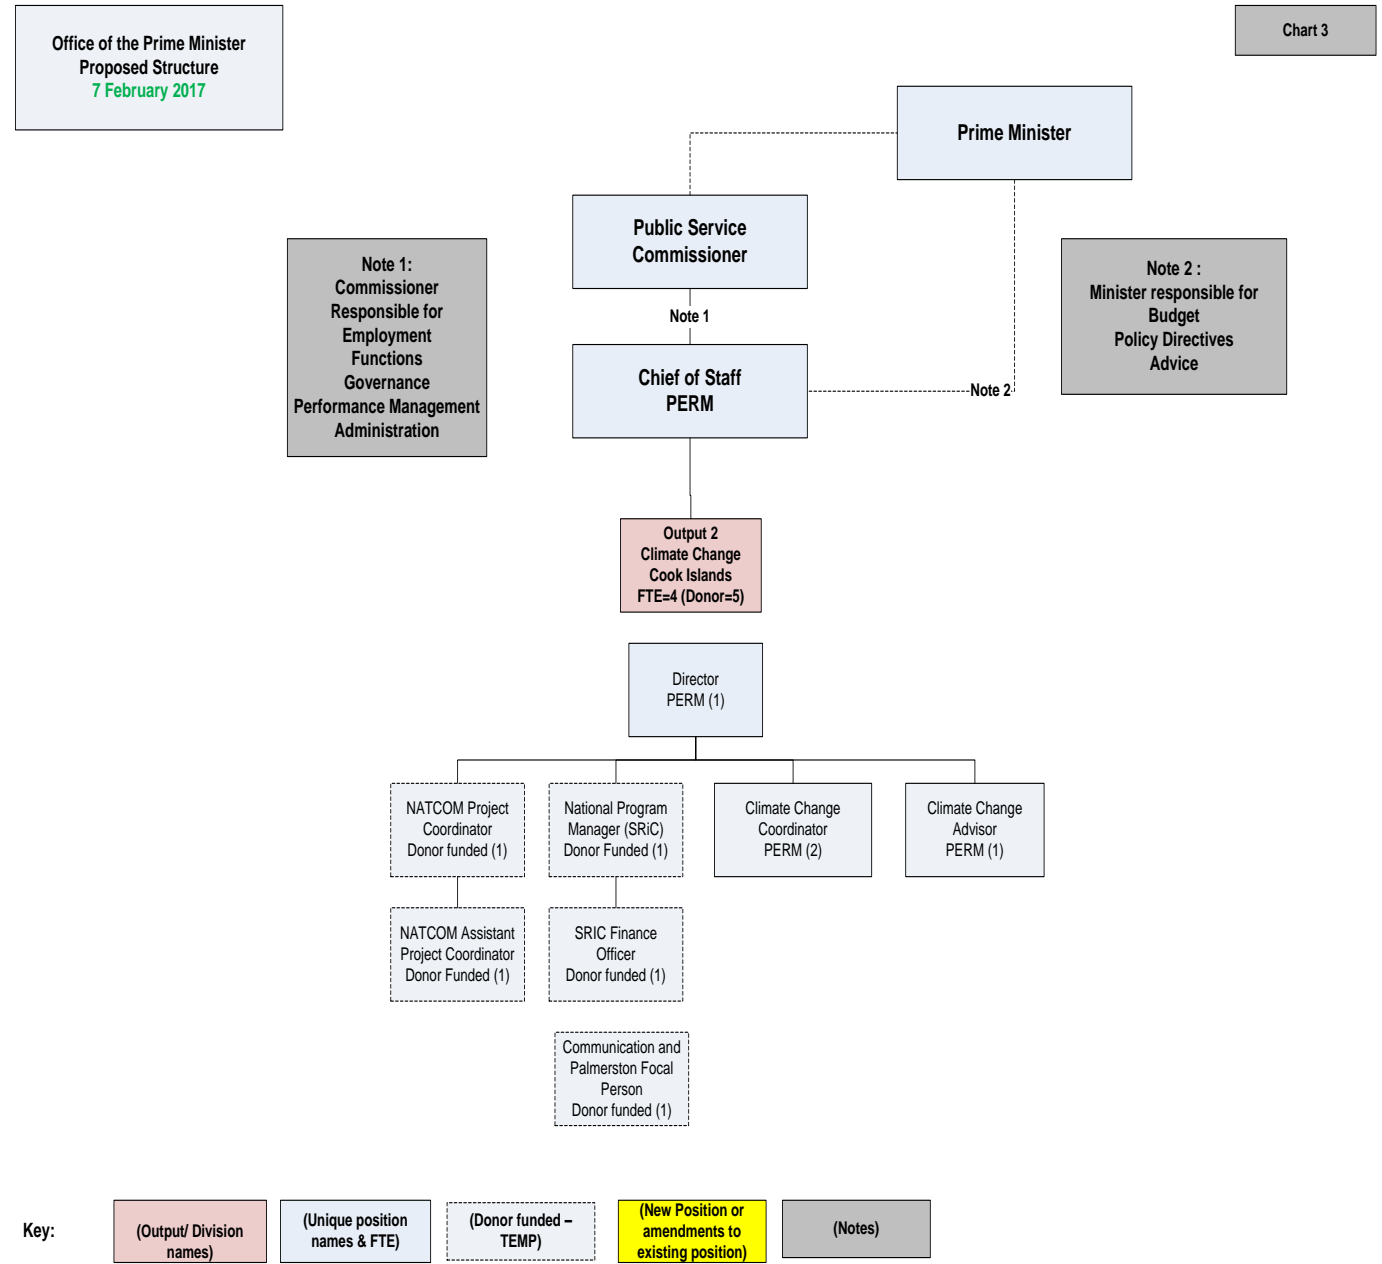 Office of the Prime Minister
Proposed Structure
7 February 2017
Chart 3
Prime Minister
Public Service
Commissioner
Note 1:
Commissioner
Responsible for
Employment
Functions
Governance
Performance Management
Administration
Note 2 :
Minister responsible for
Budget
Policy Directives
Advice
Note 1
Chief of Staff
PERM
Note 2
Output 2
Climate Change
Cook Islands
FTE=4 (Donor=5)
Director
PERM (1)
NATCOM Project
Coordinator
Donor funded (1)
National Program
Manager (SRiC)
Donor Funded (1)
Climate Change
Coordinator
PERM (2)
Climate Change
Advisor
PERM (1)
NATCOM Assistant
Project Coordinator
Donor Funded (1)
SRIC Finance
Officer
Donor funded (1)
Communication and
Palmerston Focal
Person
Donor funded (1)
Key:
(Output/ Division
names)
(Unique position
names & FTE)
(Donor funded –
TEMP)
(New Position or
amendments to
existing position)
(Notes)